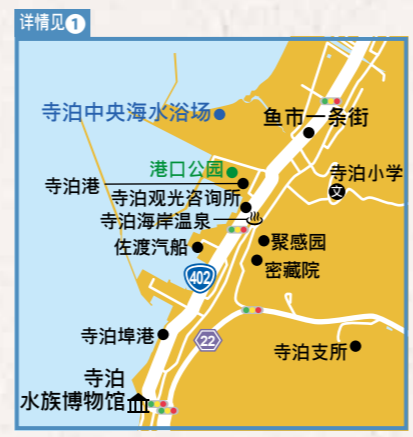 详情见1
寺泊中央海水浴场
鱼市一条街
港口公园
寺泊小学
文
寺泊港
寺泊观光咨询所
寺泊海岸温泉
聚感园
佐渡汽船
密藏院
402
寺泊埠港
22
寺泊支所
寺泊
水族博物馆